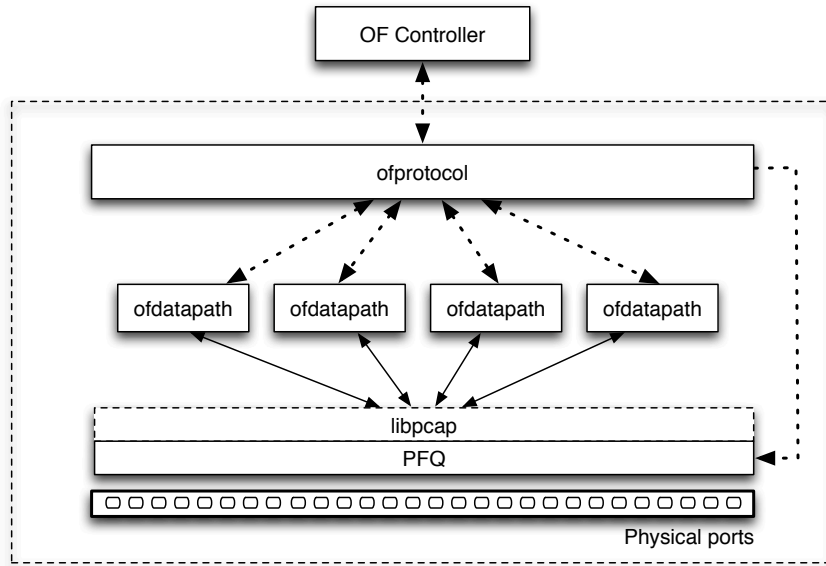 OF Controller
ofprotocol
ofdatapath ofdatapath ofdatapath ofdatapath
libpcap
PFQ
Physical ports